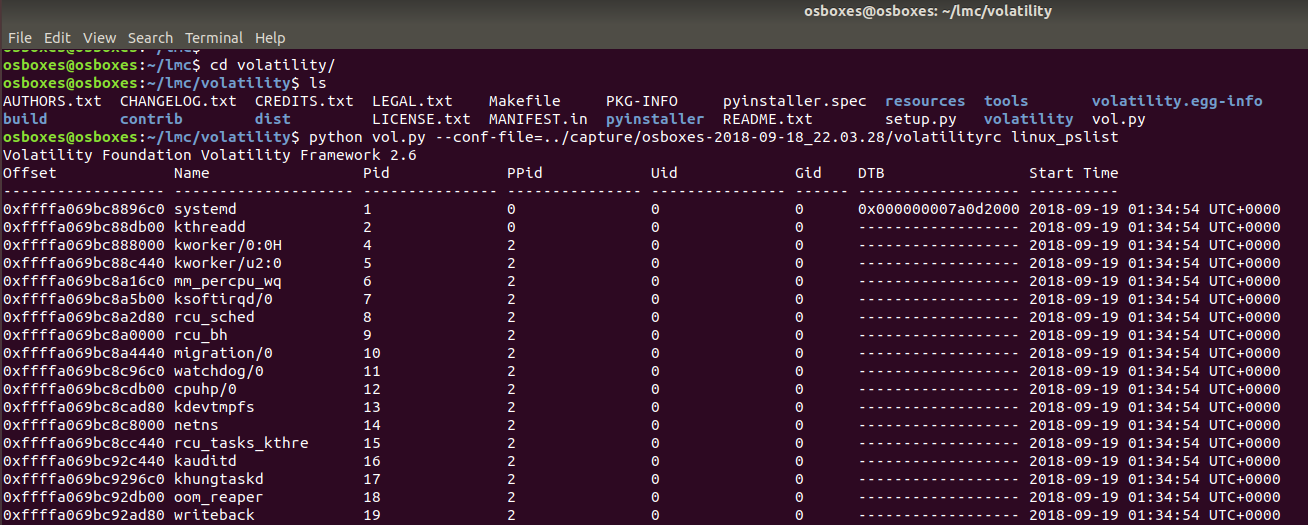 osboxes@osboxes: ~/lmc/volatility
File Edit View Search Terminal Help
osboxes@osboxes:~/lmc$
osboxes@osboxes:~/lmc$ cd volatility/
osboxes@osboxes:~/lmc/volatility$ ls
AUTHORS.txt CHANGELOG.txt CREDITS.txt LEGAL.txt Makefile PKG-INFO pyinstaller.spec resources tools volatility.egg-info
build contrib dist LICENSE.txt MANIFEST.in pyinstaller README.txt setup.py volatility vol.py
osboxes@osboxes:~/lmc/volatility$ python vol.py --conf-file=../capture/osboxes-2018-09-18_22.03.28/volatilityrc linux_pslist
Volatility Foundation Volatility Framework 2.6
Offset Name Pid PPid Uid Gid DTB Start Time
------------------ -------------------- --------------- --------------- --------------- ------ ------------------ ----------
0xffffa069bc8896c0 systemd 1 0 0 0 0x000000007a0d2000 2018-09-19 01:34:54 UTC+0000
0xffffa069bc88db00 kthreadd 2 0 0 0 ------------------ 2018-09-19 01:34:54 UTC+0000
0xffffa069bc888000 kworker/0:0H 4 2 0 0 ------------------ 2018-09-19 01:34:54 UTC+0000
0xffffa069bc88c440 kworker/u2:0 5 2 0 0 ------------------ 2018-09-19 01:34:54 UTC+0000
0xffffa069bc8a16c0 mm_percpu_wq 6 2 0 0 ------------------ 2018-09-19 01:34:54 UTC+0000
0xffffa069bc8a5b00 ksoftirqd/0 7 2 0 0 ------------------ 2018-09-19 01:34:54 UTC+0000
0xffffa069bc8a2d80 rcu_sched 8 2 0 0 ------------------ 2018-09-19 01:34:54 UTC+0000
0xffffa069bc8a0000 rcu_bh 9 2 0 0 ------------------ 2018-09-19 01:34:54 UTC+0000
0xffffa069bc8a4440 migration/0 10 2 0 0 ------------------ 2018-09-19 01:34:54 UTC+0000
0xffffa069bc8c96c0 watchdog/0 11 2 0 0 ------------------ 2018-09-19 01:34:54 UTC+0000
0xffffa069bc8cdb00 cpuhp/0 12 2 0 0 ------------------ 2018-09-19 01:34:54 UTC+0000
0xffffa069bc8cad80 kdevtmpfs 13 2 0 0 ------------------ 2018-09-19 01:34:54 UTC+0000
0xffffa069bc8c8000 netns 14 2 0 0 ------------------ 2018-09-19 01:34:54 UTC+0000
0xffffa069bc8cc440 rcu_tasks_kthre 15 2 0 0 ------------------ 2018-09-19 01:34:54 UTC+0000
0xffffa069bc92c440 kauditd 16 2 0 0 ------------------ 2018-09-19 01:34:54 UTC+0000
0xffffa069bc9296c0 khungtaskd 17 2 0 0 ------------------ 2018-09-19 01:34:54 UTC+0000
0xffffa069bc92db00 oom_reaper 18 2 0 0 ------------------ 2018-09-19 01:34:54 UTC+0000
0xffffa069bc92ad80 writeback 19 2 0 0 ------------------ 2018-09-19 01:34:54 UTC+0000